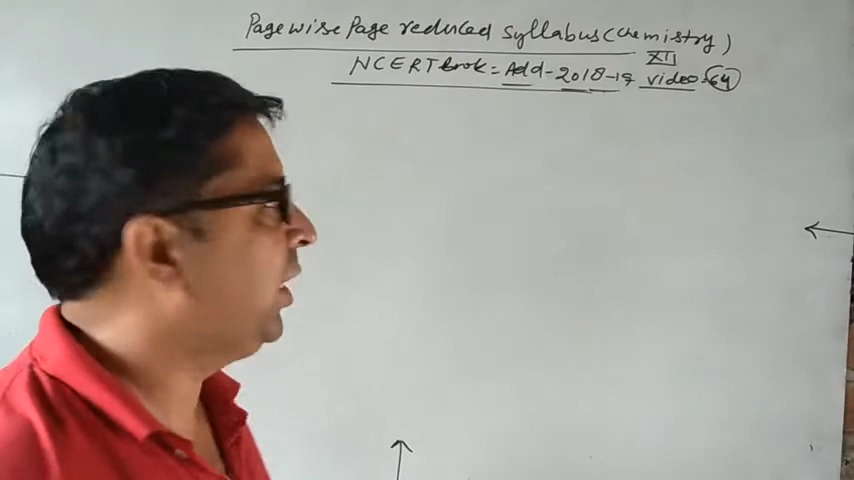 Pagewise Page reduced Syllabus (Chemistry)
XII
NCERT Book = Add - 2018-19 video = 64